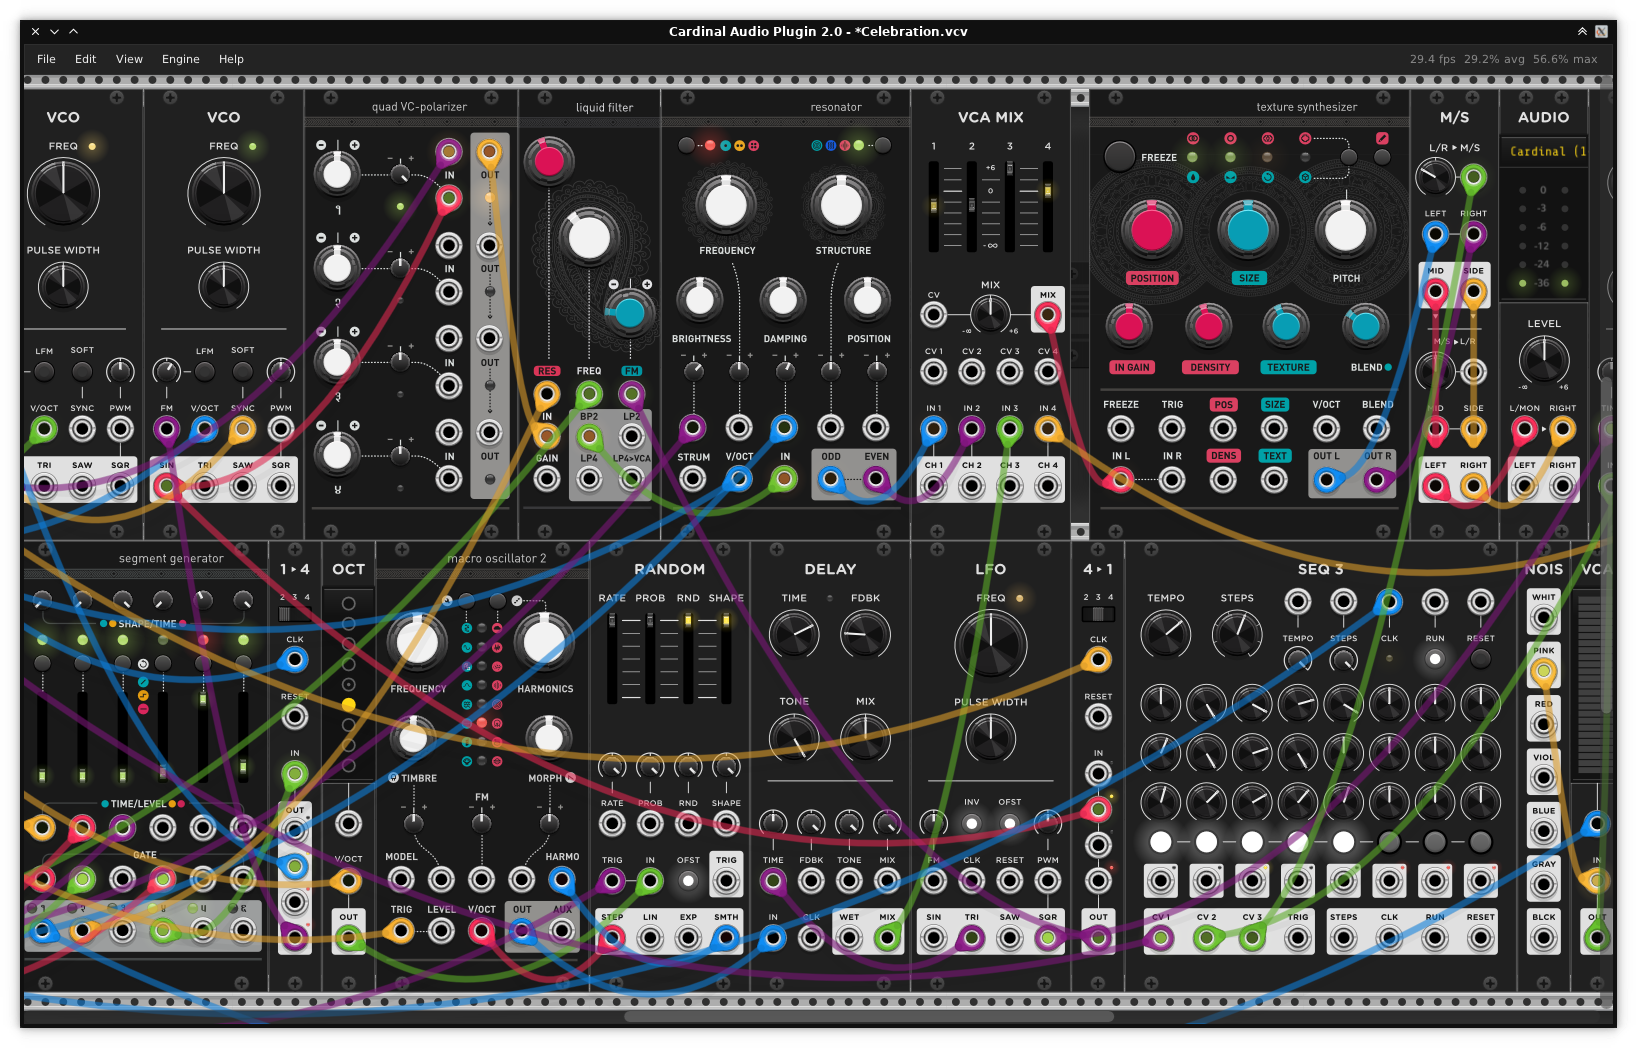 Cardinal Audio Plugin 2.0 - *Celebration.vcv
File Edit View Engine Help
29.4 fps 29.2% avg 56.6% max
VCO
FREQ
PULSE WIDTH
LFM SOFT
V/OCT SYNC PWM
TRI SAW SQR
VCO
FREQ
PULSE WIDTH
LFM SOFT
FM V/OCT SYNC PWM
SIN TRI SAW SQR
quad VC-polarizer
IN OUT
IN OUT
IN OUT
IN OUT
liquid filter
RES FREQ FM
IN BP2 LP2
GAIN LP4 LP4>VCA
resonator
FREQUENCY STRUCTURE
BRIGHTNESS DAMPING POSITION
STRUM V/OCT IN ODD EVEN
VCA MIX
1 2 3 4
+6
0
-∞
CV MIX MIX
-∞ +6
CV 1 CV 2 CV 3 CV 4
IN 1 IN 2 IN 3 IN 4
CH 1 CH 2 CH 3 CH 4
texture synthesizer
FREEZE
POSITION SIZE PITCH
IN GAIN DENSITY TEXTURE BLEND
FREEZE TRIG POS SIZE V/OCT BLEND
IN L IN R DENS TEXT OUT L OUT R
M/S
L/R ▸ M/S
LEFT RIGHT
MID SIDE
M/S ▸ L/R
MID SIDE
LEFT RIGHT
AUDIO
Cardinal (1
0
-3
-6
-12
-24
-36
LEVEL
-∞ +6
L/MON RIGHT
LEFT RIGHT
segment generator
SHAPE/TIME
TIME/LEVEL
GATE
1 ▸ 4
2 3 4
CLK
RESET
IN
OUT
OCT
V/OCT
OUT
macro oscillator 2
FREQUENCY HARMONICS
TIMBRE MORPH
FM
MODEL HARMO
TRIG LEVEL V/OCT OUT AUX
RANDOM
RATE PROB RND SHAPE
RATE PROB RND SHAPE
TRIG IN OFST TRIG
STEP LIN EXP SMTH
DELAY
TIME FDBK
TONE MIX
TIME FDBK TONE MIX
IN CLK WET MIX
LFO
FREQ
PULSE WIDTH
INV OFST
FM CLK RESET PWM
SIN TRI SAW SQR
4 ▸ 1
2 3 4
CLK
RESET
IN
OUT
SEQ 3
TEMPO STEPS
TEMPO STEPS CLK RUN RESET
CV 1 CV 2 CV 3 TRIG STEPS CLK RUN RESET
NOIS
WHIT
PINK
RED
VIOL
BLUE
GRAY
BLCK
VCA
IN
OUT